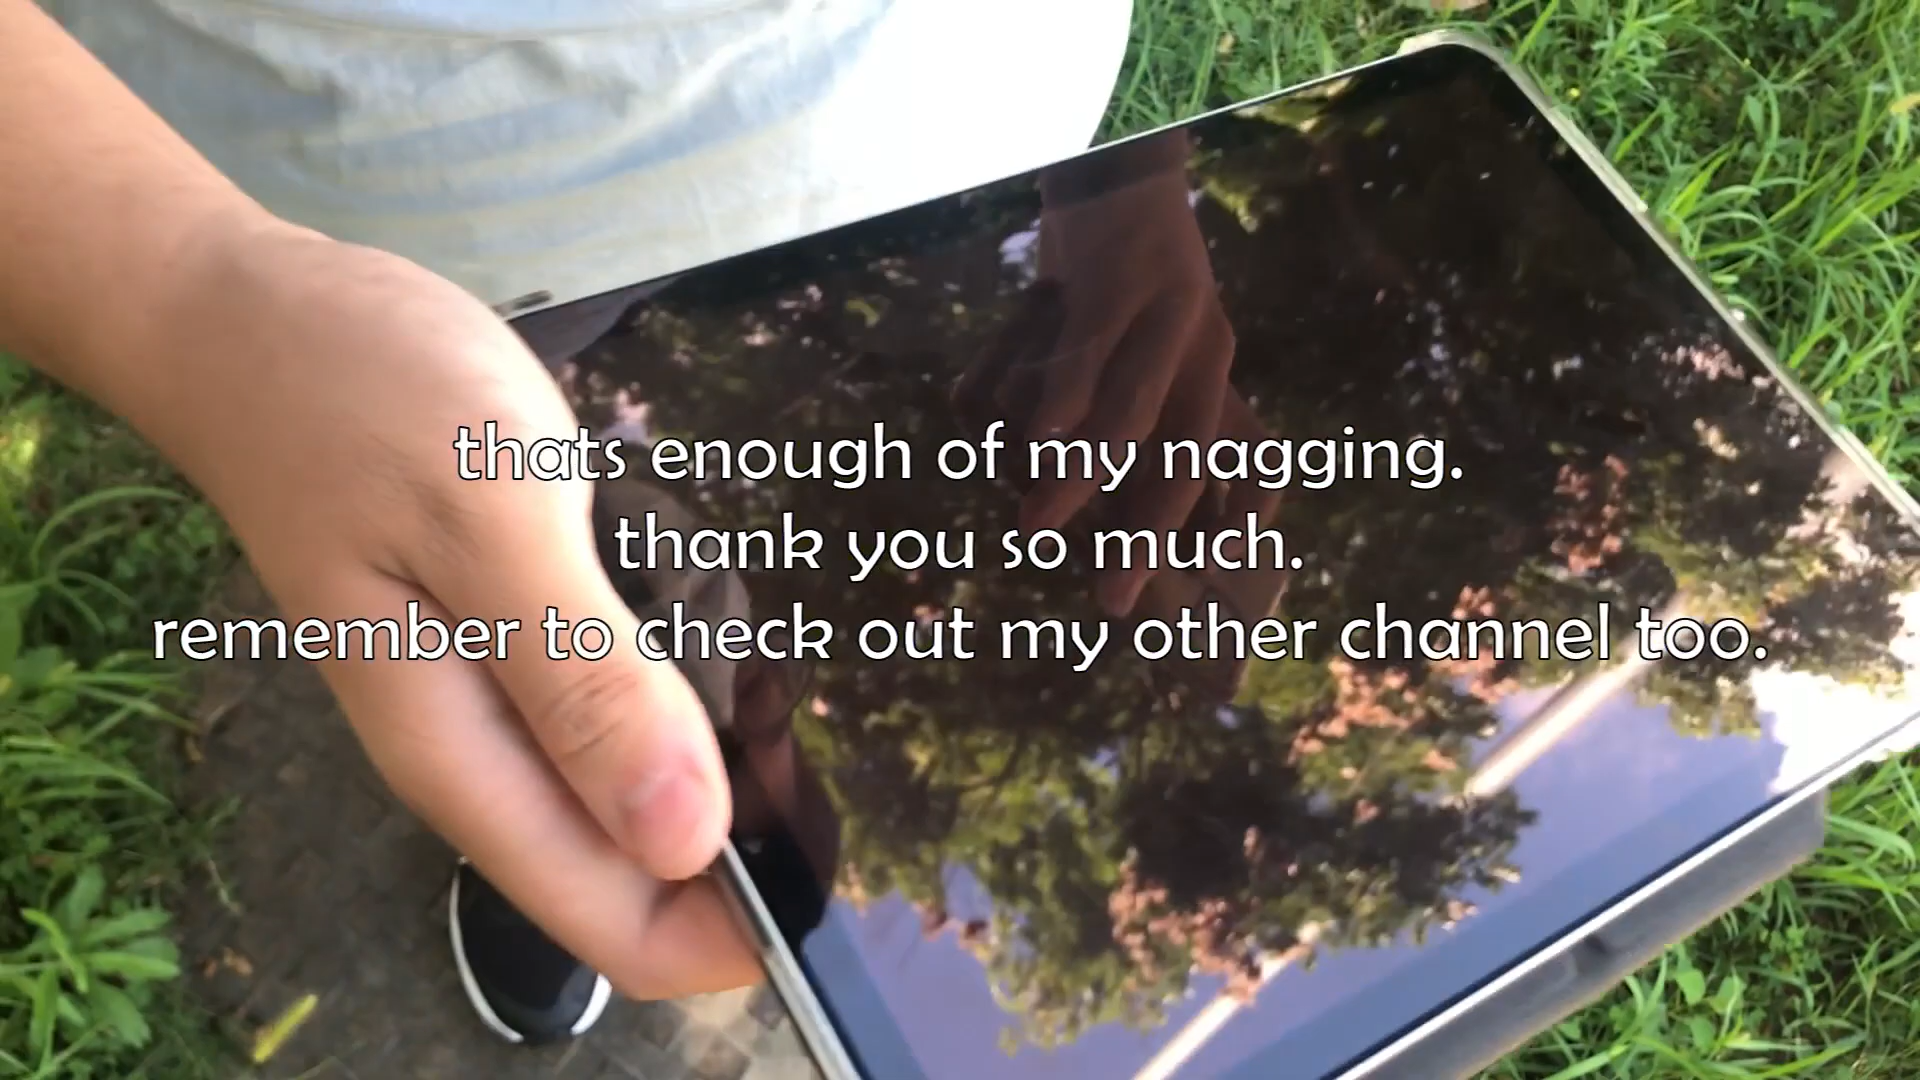 thats enough of my nagging.
thank you so much.
remember to check out my other channel too.